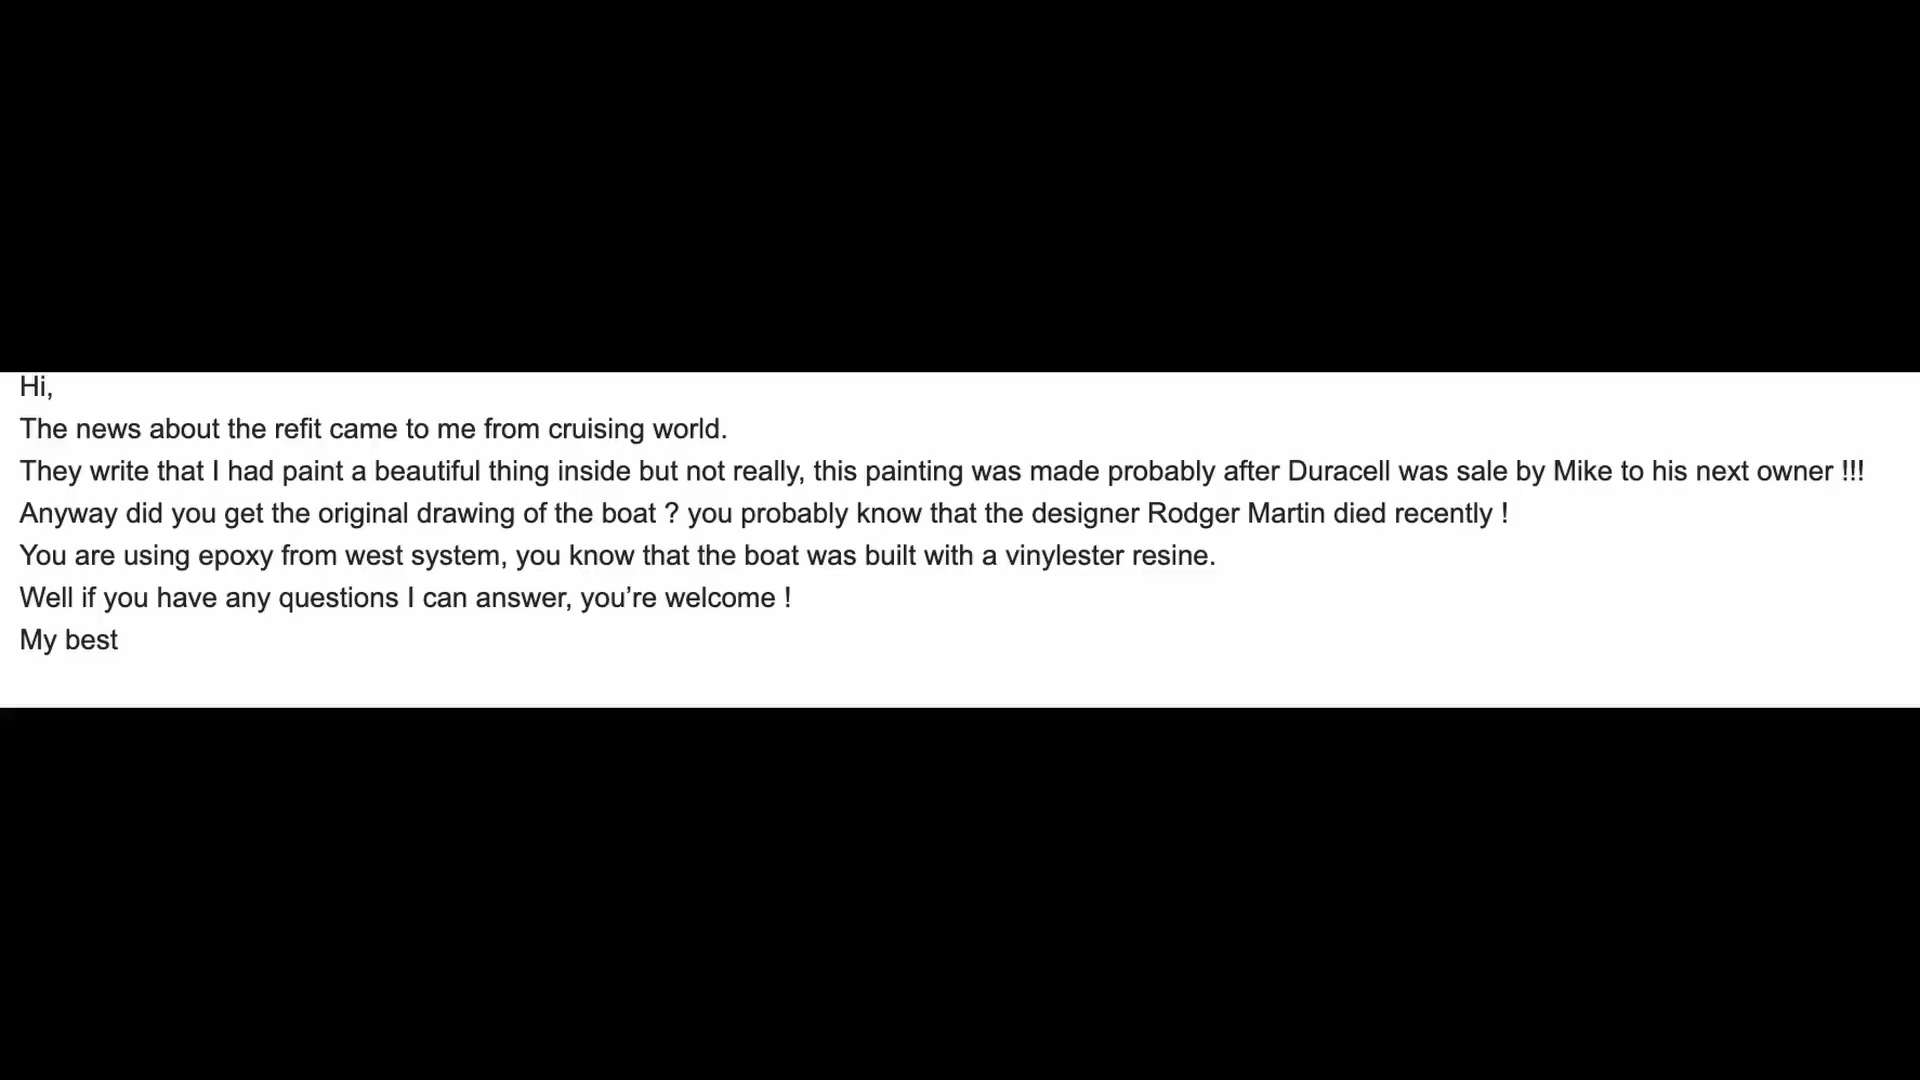 Hi,
The news about the refit came to me from cruising world.
They write that I had paint a beautiful thing inside but not really, this painting was made probably after Duracell was sale by Mike to his next owner !!!
Anyway did you get the original drawing of the boat ? you probably know that the designer Rodger Martin died recently !
You are using epoxy from west system, you know that the boat was built with a vinylester resine.
Well if you have any questions I can answer, you’re welcome !
My best